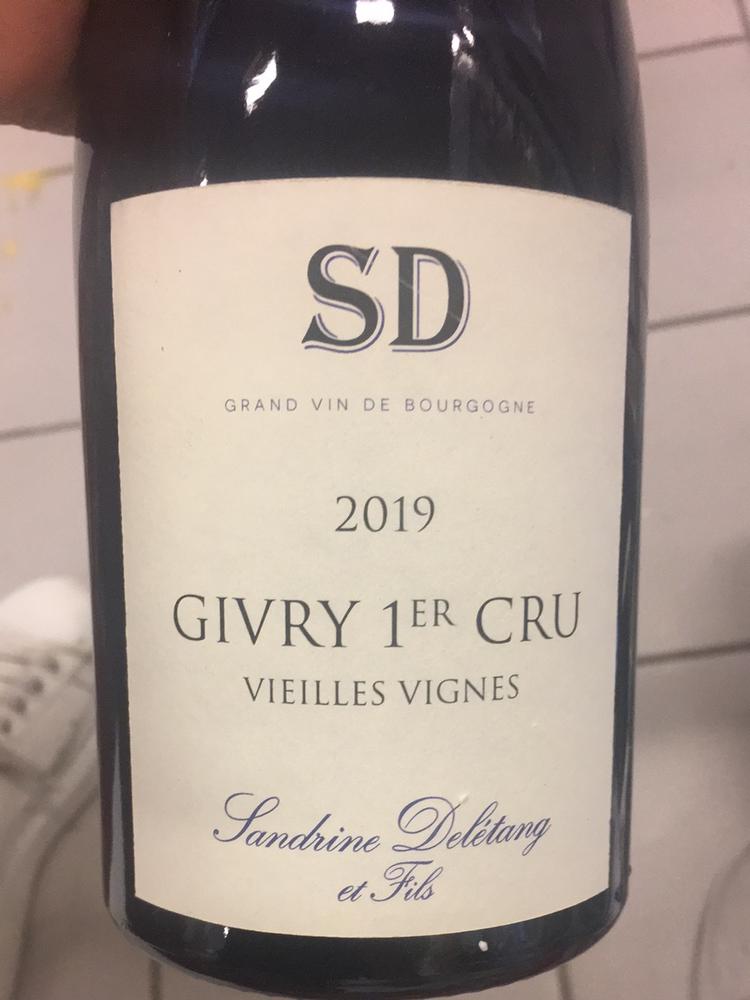 SD
GRAND VIN DE BOURGOGNE
2019
GIVRY 1ER CRU
VIEILLES VIGNES
Sandrine Delétang
et Fils